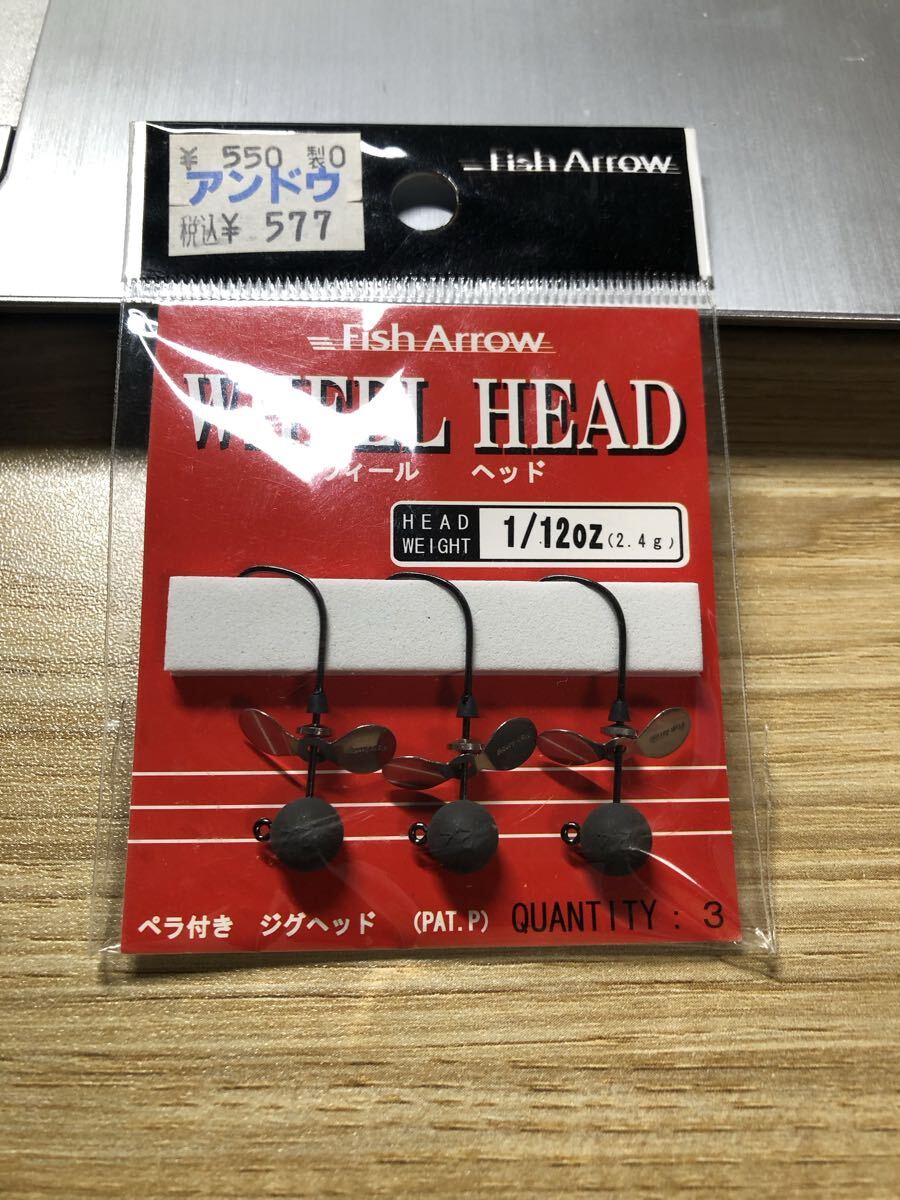 ¥ 550 製0
アンドウ
税込¥ 577
Fish Arrow
Fish Arrow
WHEEL HEAD
ウィール ヘッド
HEAD WEIGHT 1/12oz (2.4g)
ペラ付き ジグヘッド (PAT.P) QUANTITY : 3